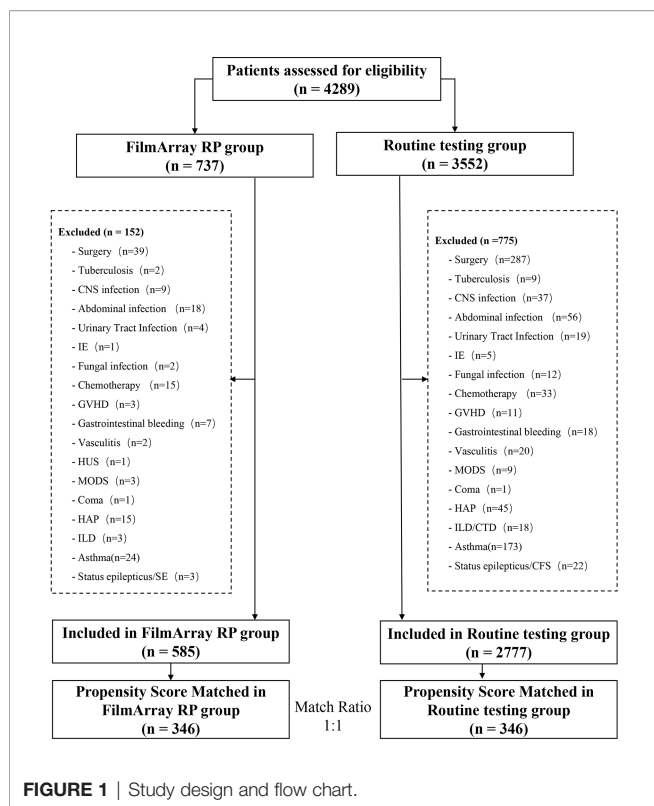 Patients assessed for eligibility
(n = 4289)
FilmArray RP group
(n = 737)
Routine testing group
(n = 3552)
Excluded (n = 152)
- Surgery (n=39)
- Tuberculosis (n=2)
- CNS infection (n=9)
- Abdominal infection (n=18)
- Urinary Tract Infection (n=4)
- IE (n=1)
- Fungal infection (n=2)
- Chemotherapy (n=15)
- GVHD (n=3)
- Gastrointestinal bleeding (n=7)
- Vasculitis (n=2)
- HUS (n=1)
- MODS (n=3)
- Coma (n=1)
- HAP (n=15)
- ILD (n=3)
- Asthma(n=24)
- Status epilepticus/SE (n=3)
Excluded (n =775)
- Surgery (n=287)
- Tuberculosis (n=9)
- CNS infection (n=37)
- Abdominal infection (n=56)
- Urinary Tract Infection (n=19)
- IE (n=5)
- Fungal infection (n=12)
- Chemotherapy (n=33)
- GVHD (n=11)
- Gastrointestinal bleeding (n=18)
- Vasculitis (n=20)
- MODS (n=9)
- Coma (n=1)
- HAP (n=45)
- ILD/CTD (n=18)
- Asthma(n=173)
- Status epilepticus/CFS (n=22)
Included in FilmArray RP group
(n = 585)
Included in Routine testing group
(n = 2777)
Propensity Score Matched in
FilmArray RP group
(n = 346)
Match Ratio
1:1
Propensity Score Matched in
Routine testing group
(n = 346)
FIGURE 1 | Study design and flow chart.